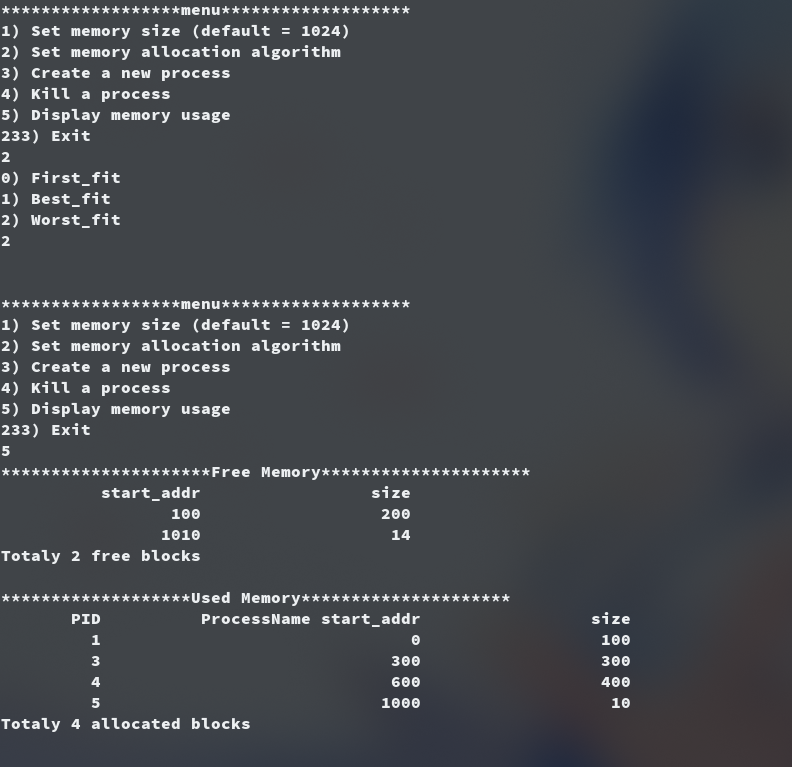 ******************menu*******************
1) Set memory size (default = 1024)
2) Set memory allocation algorithm
3) Create a new process
4) Kill a process
5) Display memory usage
233) Exit
2
0) First_fit
1) Best_fit
2) Worst_fit
2
******************menu*******************
1) Set memory size (default = 1024)
2) Set memory allocation algorithm
3) Create a new process
4) Kill a process
5) Display memory usage
233) Exit
5
*********************Free Memory*********************
          start_addr                 size
                 100                  200
                1010                   14
Totaly 2 free blocks
*******************Used Memory*********************
       PID          ProcessName start_addr                 size
         1                               0                  100
         3                             300                  300
         4                             600                  400
         5                            1000                   10
Totaly 4 allocated blocks